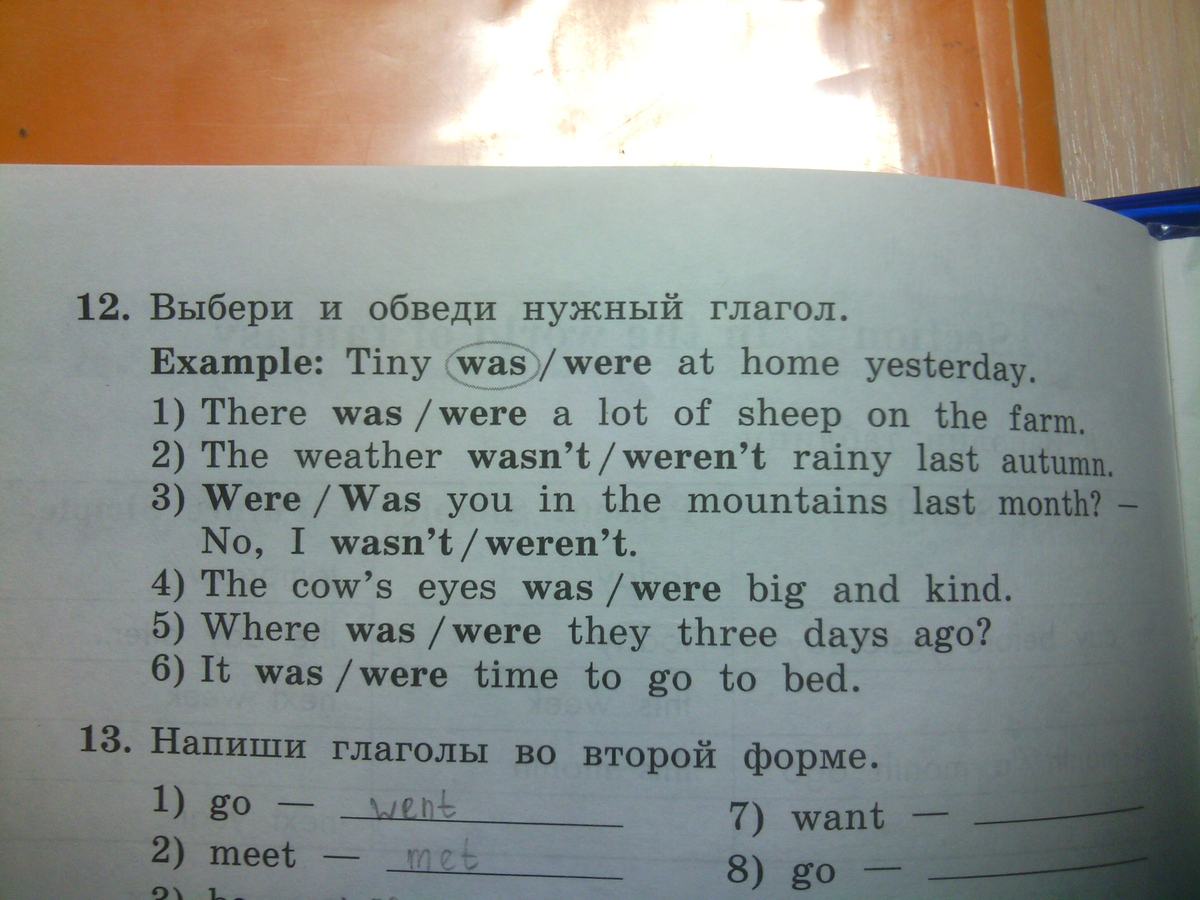 12. Выбери и обведи нужный глагол.
Example: Tiny was/were at home yesterday.
1) There was / were a lot of sheep on the farm.
2) The weather wasn't / weren't rainy last autumn.
3) Were / Was you in the mountains last month? –
No, I wasn't / weren't.
4) The cow's eyes was / were big and kind.
5) Where was / were they three days ago?
6) It was / were time to go to bed.
13. Напиши глаголы во второй форме.
1) go — went
7) want —
2) meet — met
8) go —